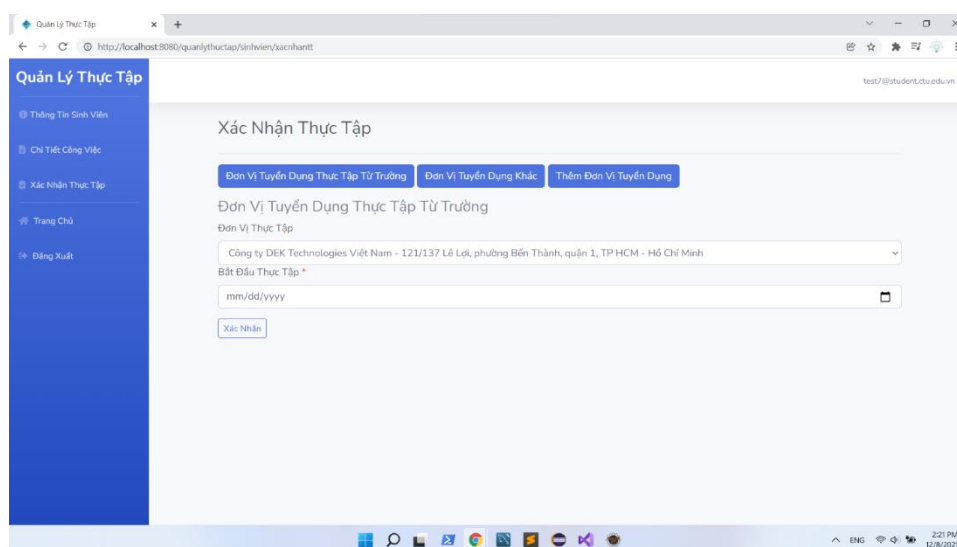 Quản Lý Thực Tập
http://localhost:8080/quanlythuctap/sinhvien/xacnhantt
Quản Lý Thực Tập
test7@student.ctu.edu.vn
Thông Tin Sinh Viên
Chi Tiết Công Việc
Xác Nhận Thực Tập
Trang Chủ
Đăng Xuất
Xác Nhận Thực Tập
Đơn Vị Tuyển Dụng Thực Tập Từ Trường
Đơn Vị Tuyển Dụng Khác
Thêm Đơn Vị Tuyển Dụng
Đơn Vị Tuyển Dụng Thực Tập Từ Trường
Đơn Vị Thực Tập
Công ty DEK Technologies Việt Nam - 121/137 Lê Lợi, phường Bến Thành, quận 1, TP HCM - Hồ Chí Minh
Bắt Đầu Thực Tập *
mm/dd/yyyy
Xác Nhận
ENG
2:21 PM